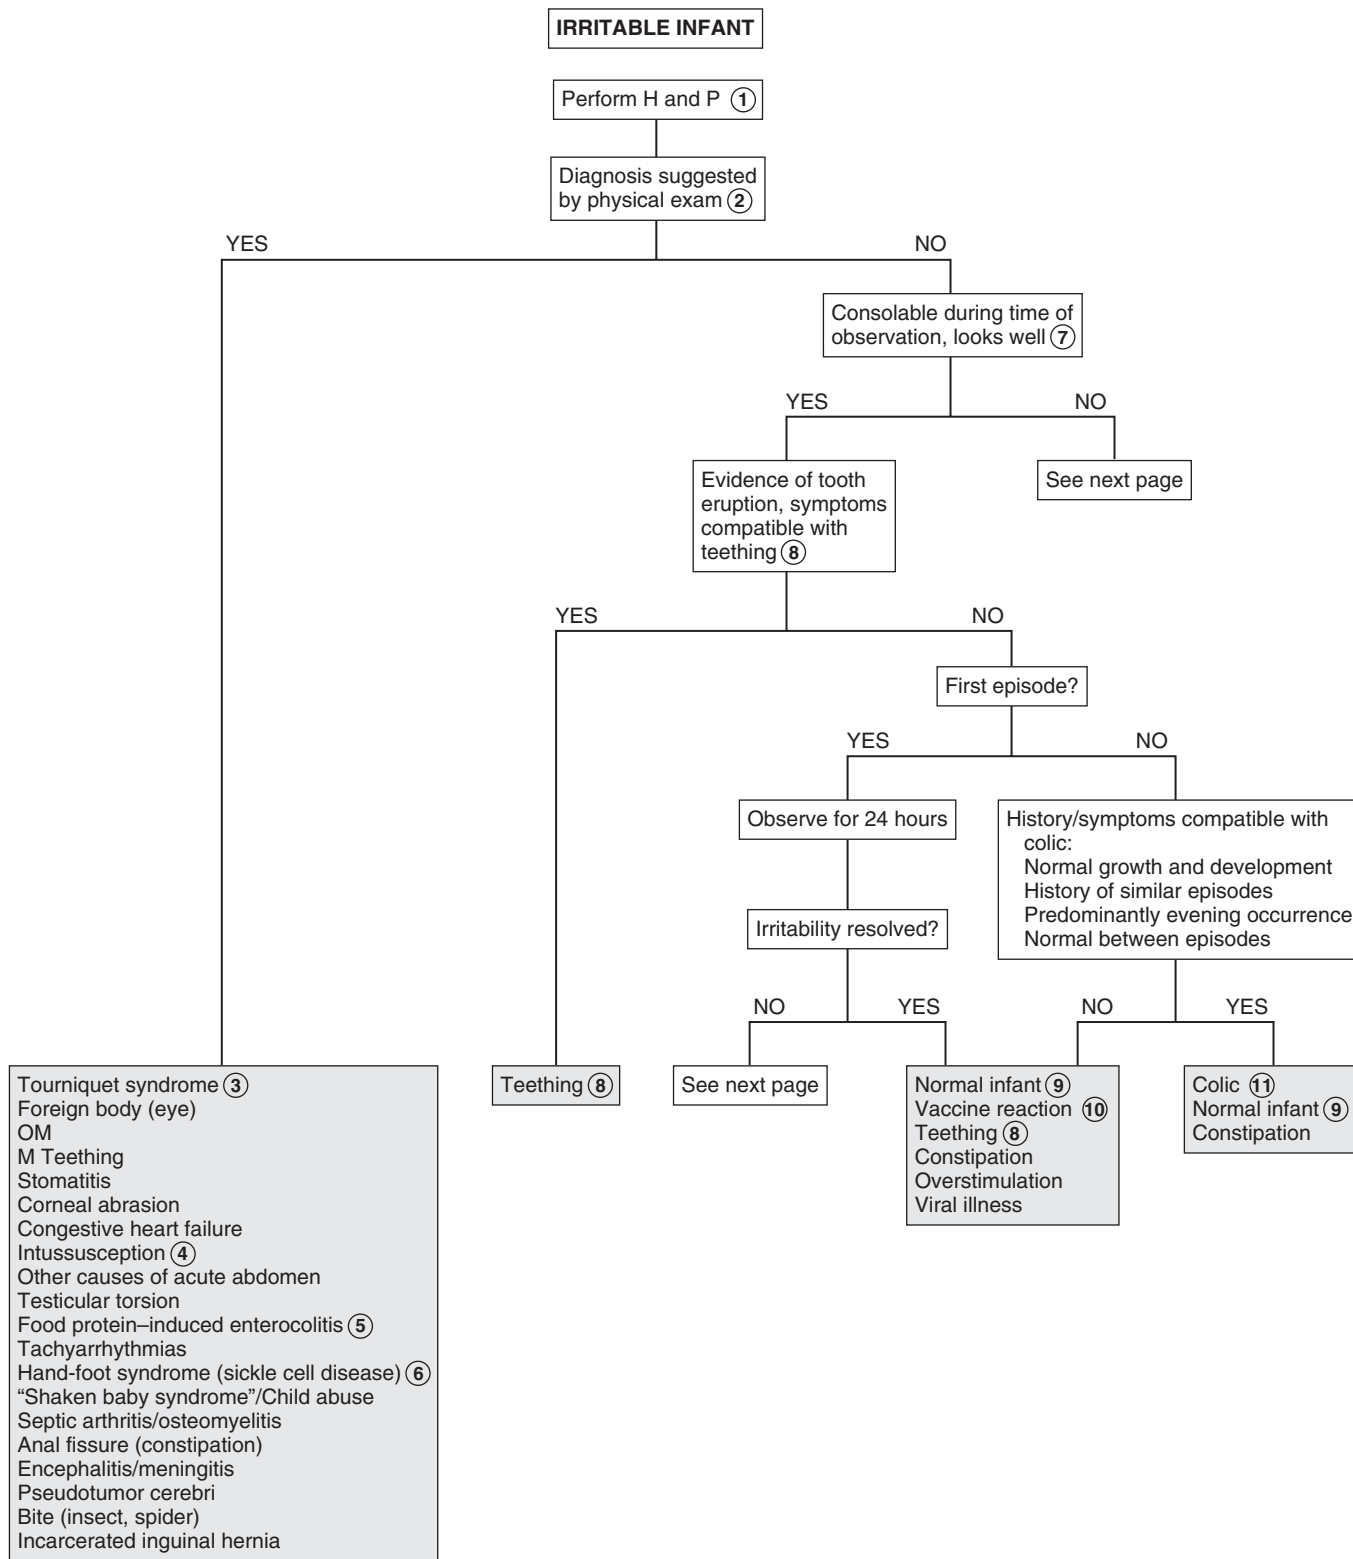 IRRITABLE INFANT
Perform H and P 1
Diagnosis suggested
by physical exam 2
YES
NO
Consolable during time of
observation, looks well 7
YES
NO
Evidence of tooth
eruption, symptoms
compatible with
teething 8
See next page
YES
NO
First episode?
YES
NO
Observe for 24 hours
History/symptoms compatible with
colic:
Normal growth and development
History of similar episodes
Predominantly evening occurrence
Normal between episodes
Irritability resolved?
NO
YES
NO
YES
Tourniquet syndrome 3
Foreign body (eye)
OM
M Teething
Stomatitis
Corneal abrasion
Congestive heart failure
Intussusception 4
Other causes of acute abdomen
Testicular torsion
Food protein–induced enterocolitis 5
Tachyarrhythmias
Hand-foot syndrome (sickle cell disease) 6
“Shaken baby syndrome”/Child abuse
Septic arthritis/osteomyelitis
Anal fissure (constipation)
Encephalitis/meningitis
Pseudotumor cerebri
Bite (insect, spider)
Incarcerated inguinal hernia
Teething 8
See next page
Normal infant 9
Vaccine reaction 10
Teething 8
Constipation
Overstimulation
Viral illness
Colic 11
Normal infant 9
Constipation